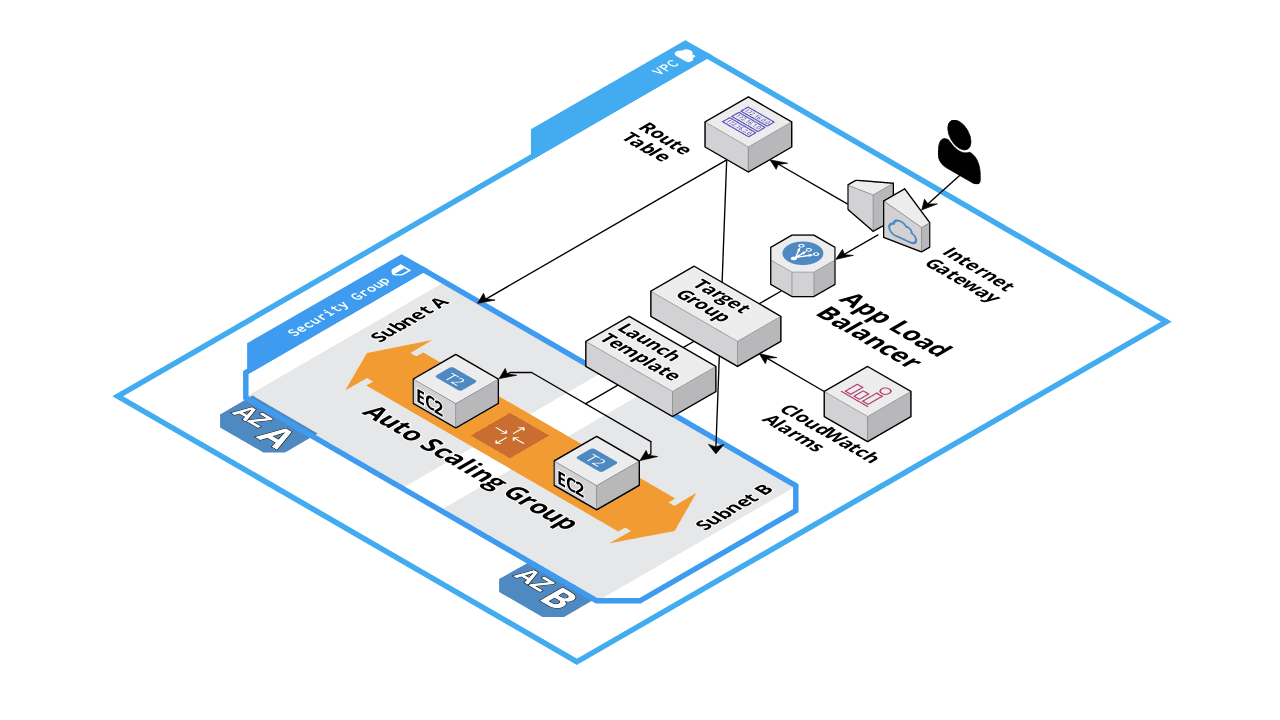 VPC
Route
Table
Internet
Gateway
App Load
Balancer
Target
Group
Launch
Template
CloudWatch
Alarms
Security Group
Subnet A
T2
EC2
T2
EC2
Auto Scaling Group
Subnet B
AZ A
AZ B